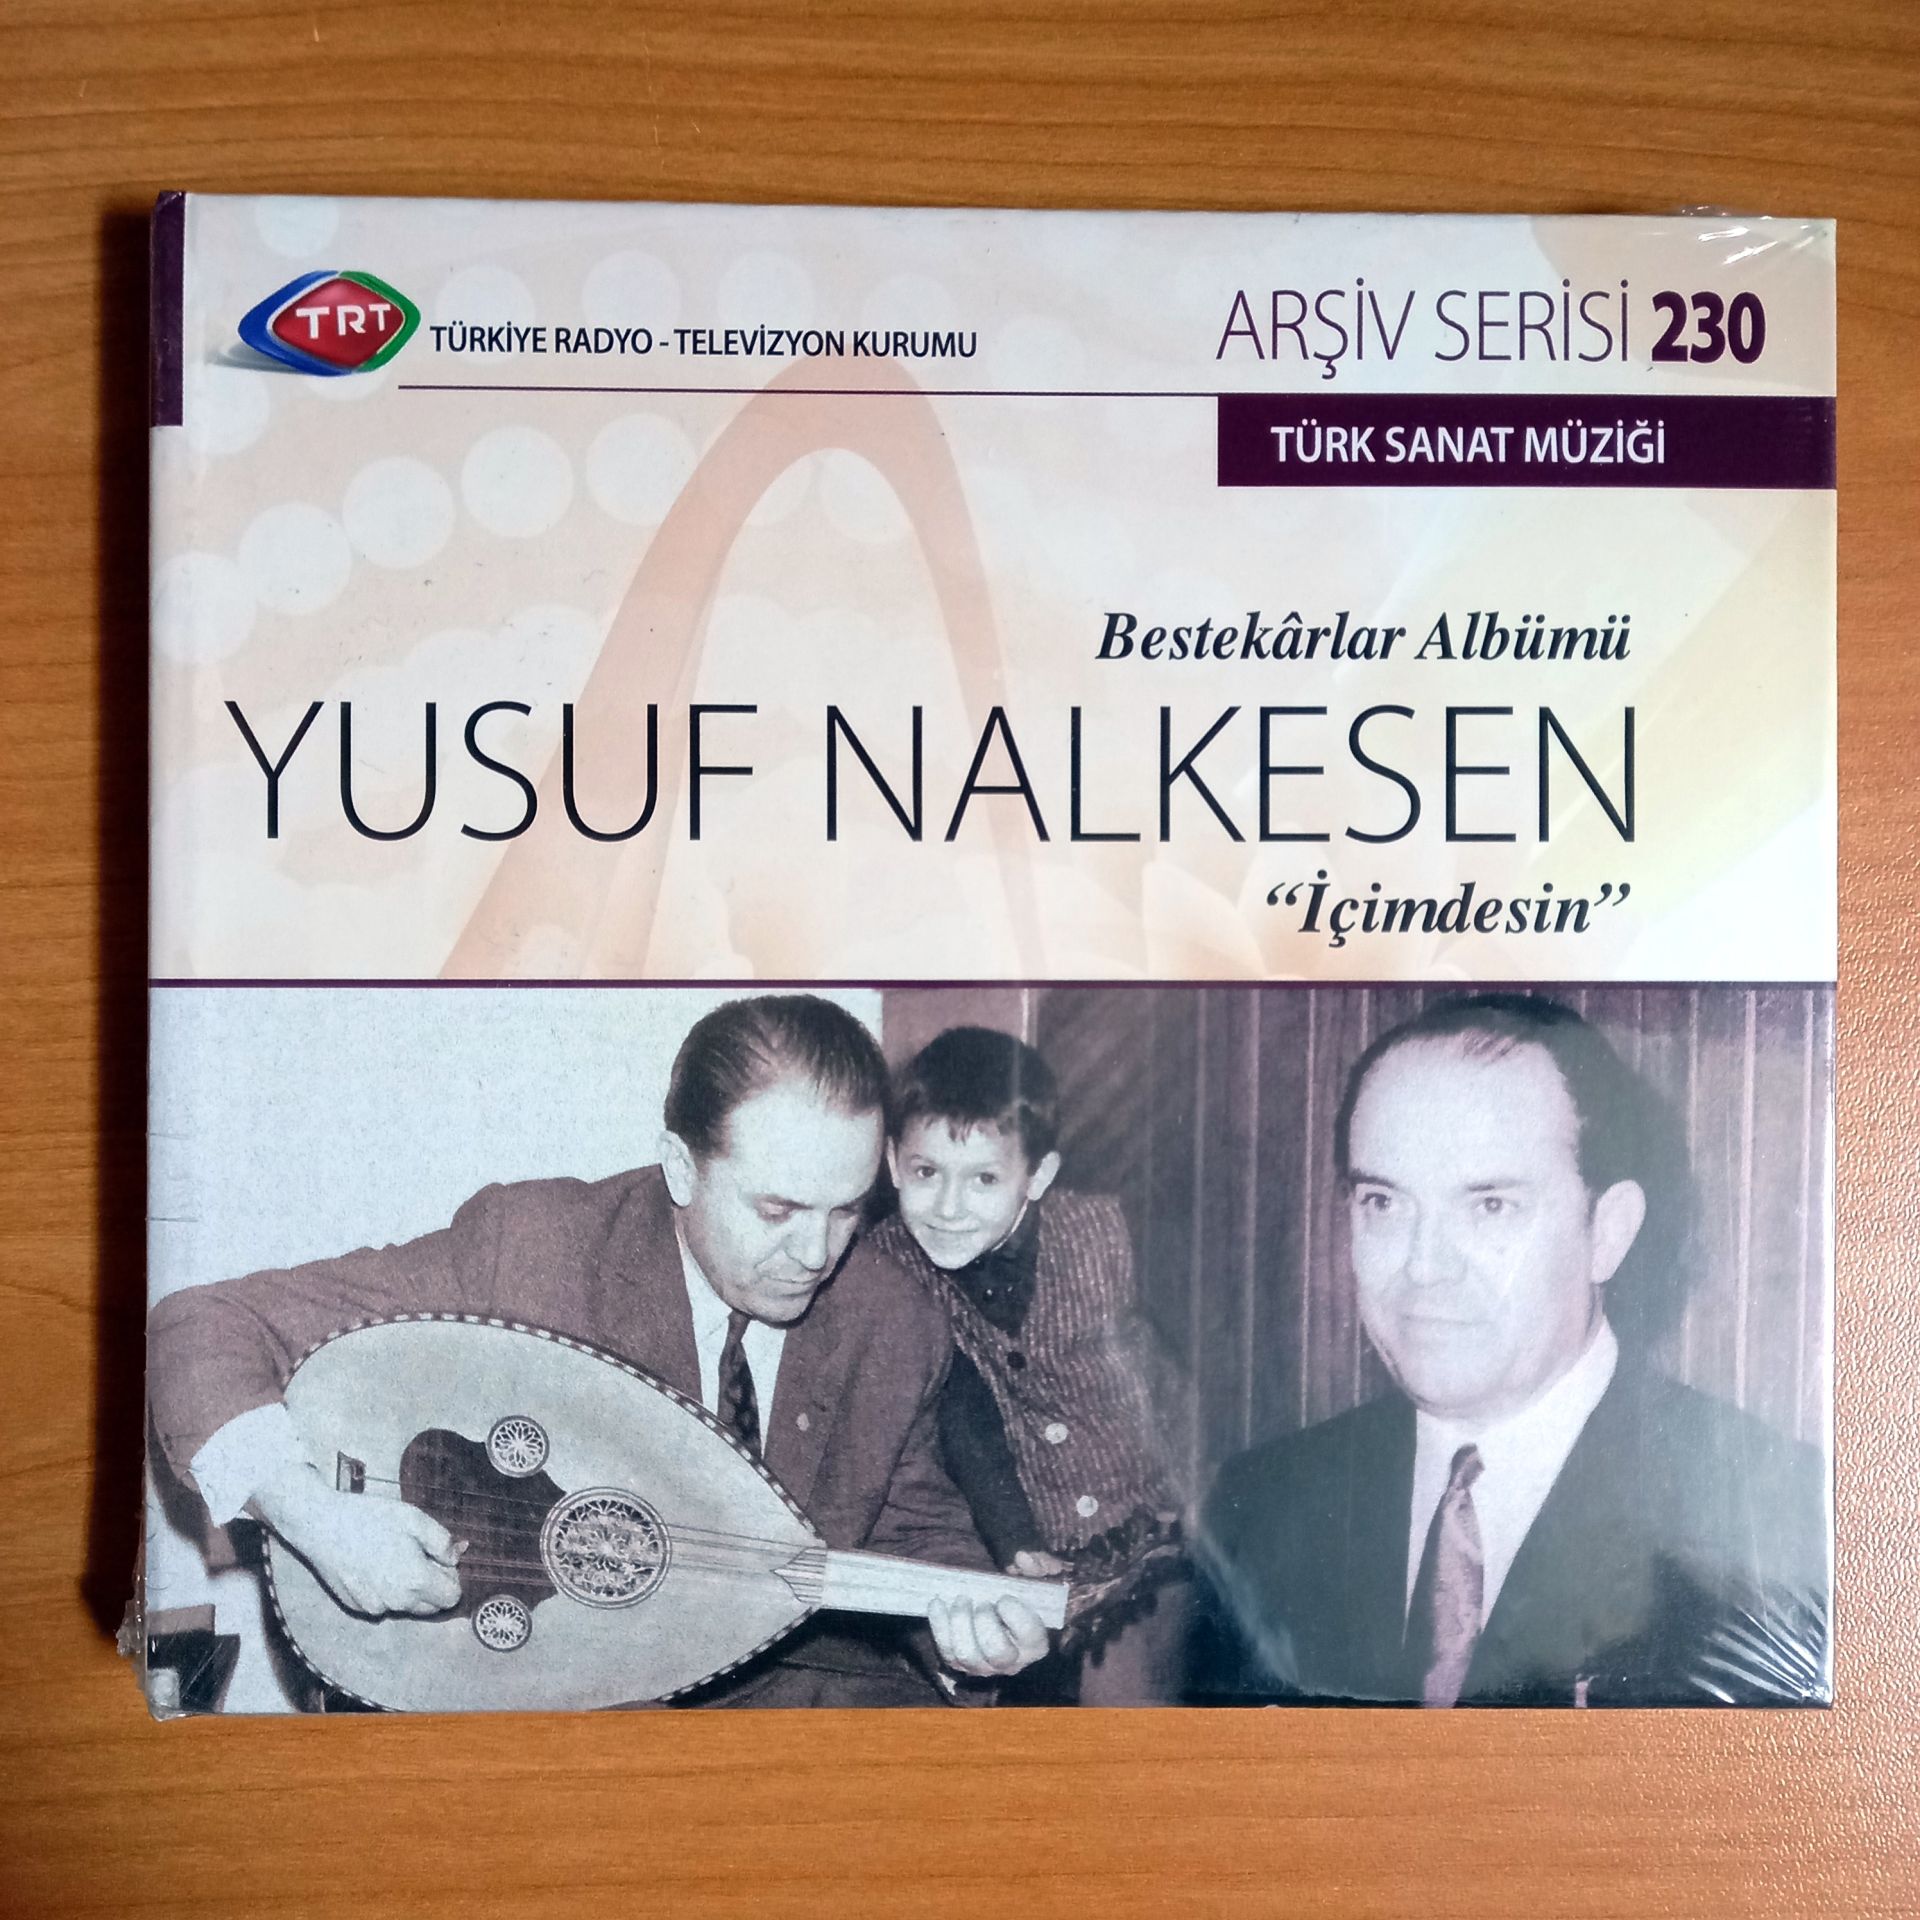 TRT TÜRKİYE RADYO - TELEVİZYON KURUMU
ARŞİV SERİSİ 230
TÜRK SANAT MÜZİĞİ
Bestekârlar Albümü
YUSUF NALKESEN
“İçimdesin”